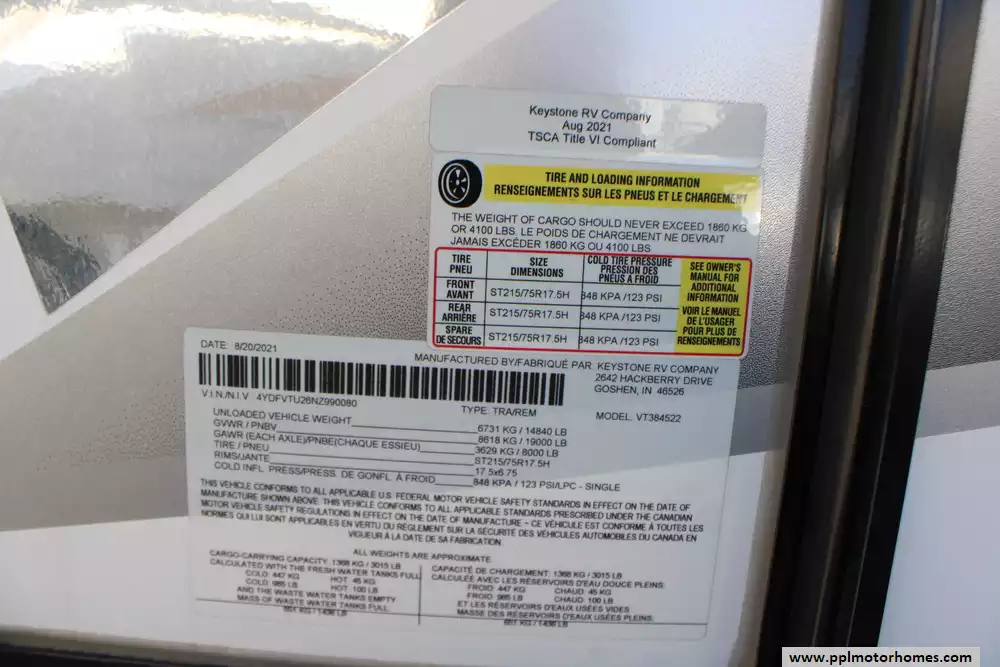 Keystone RV Company
Aug 2021
TSCA Title VI Compliant
TIRE AND LOADING INFORMATION
RENSEIGNEMENTS SUR LES PNEUS ET LE CHARGEMENT
THE WEIGHT OF CARGO SHOULD NEVER EXCEED 1860 KG
OR 4100 LBS. LE POIDS DE CHARGEMENT NE DEVRAIT
JAMAIS EXCÉDER 1860 KG OU 4100 LBS
TIRE PNEU SIZE DIMENSIONS COLD TIRE PRESSURE PRESSION DES PNEUS A FROID
FRONT AVANT ST215/75R17.5H 848 KPA /123 PSI
REAR ARRIÈRE ST215/75R17.5H 848 KPA /123 PSI
SPARE DE SECOURS ST215/75R17.5H 848 KPA /123 PSI
SEE OWNER'S
MANUAL FOR
ADDITIONAL
INFORMATION
VOIR LE MANUEL
DE L'USAGER
POUR PLUS DE
RENSEIGNEMENTS
DATE: 8/20/2021
MANUFACTURED BY/FABRIQUÉ PAR KEYSTONE RV COMPANY
2642 HACKBERRY DRIVE
GOSHEN, IN 46526
V.I.N./N.I.V 4YDFVTU26NZ990080
TYPE: TRA/REM
MODEL: VT384522
UNLOADED VEHICLE WEIGHT 6731 KG / 14840 LB
GVWR / PNBV 8618 KG / 19000 LB
GAWR (EACH AXLE)/PNBE(CHAQUE ESSIEU) 3629 KG / 8000 LB
TIRE / PNEU ST215/75R17.5H
RIMS/JANTE 17.5x6.75
COLD INFL. PRESS/PRESS. DE GONFL. À FROID 848 KPA / 123 PSI/LPC - SINGLE
THIS VEHICLE CONFORMS TO ALL APPLICABLE U.S. FEDERAL MOTOR VEHICLE SAFETY STANDARDS IN EFFECT ON THE DATE OF
MANUFACTURE SHOWN ABOVE. THIS VEHICLE CONFORMS TO ALL APPLICABLE STANDARDS PRESCRIBED UNDER THE CANADIAN
MOTOR VEHICLE SAFETY REGULATIONS IN EFFECT ON THE DATE OF MANUFACTURE – CE VÉHICULE EST CONFORME À TOUTES LES
NORMES QUI LUI SONT APPLICABLES EN VERTU DU RÈGLEMENT SUR LA SÉCURITÉ DES VÉHICULES AUTOMOBILES DU CANADA EN
VIGUEUR À LA DATE DE SA FABRICATION.
ALL WEIGHTS ARE APPROXIMATE
CARGO-CARRYING CAPACITY: 1368 KG / 3015 LB
CALCULATED WITH THE FRESH WATER TANKS FULL
COLD: 447 KG HOT: 45 KG
COLD: 985 LB HOT: 100 LB
AND THE WASTE WATER TANKS EMPTY
MASS OF WASTE WATER TANKS FULL
651 KG / 1436 LB
CAPACITÉ DE CHARGEMENT: 1368 KG / 3015 LB
CALCULÉE AVEC LES RÉSERVOIRS D'EAU DOUCE PLEINS:
FROID: 447 KG CHAUD: 45 KG
FROID: 985 LB CHAUD: 100 LB
ET LES RÉSERVOIRS D'EAUX USÉES VIDES
MASSE DES RÉSERVOIRS D'EAUX USÉES PLEINS:
651 KG / 1436 LB
www.pplmotorhomes.com